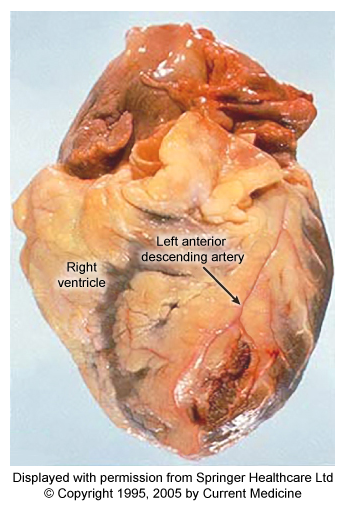 Left anterior
descending artery
Right
ventricle
Displayed with permission from Springer Healthcare Ltd
© Copyright 1995, 2005 by Current Medicine